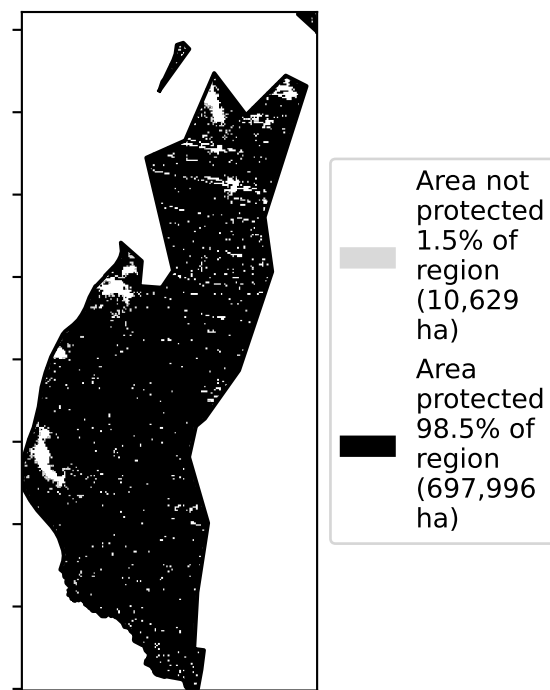 Area not
protected
1.5% of
region
(10,629
ha)
Area
protected
98.5% of
region
(697,996
ha)